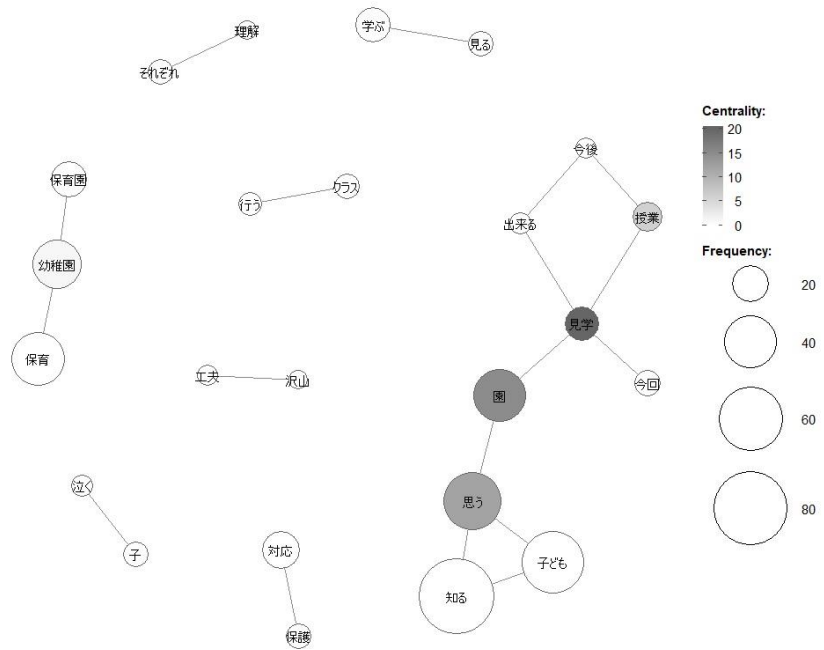 理解
それぞれ
学ぶ
見る
保育園
幼稚園
保育
行う
クラス
工夫
沢山
泣く
子
対応
保護
今後
出来る
授業
見学
今回
園
思う
子ども
知る
Centrality:
20
15
10
5
0
Frequency:
20
40
60
80